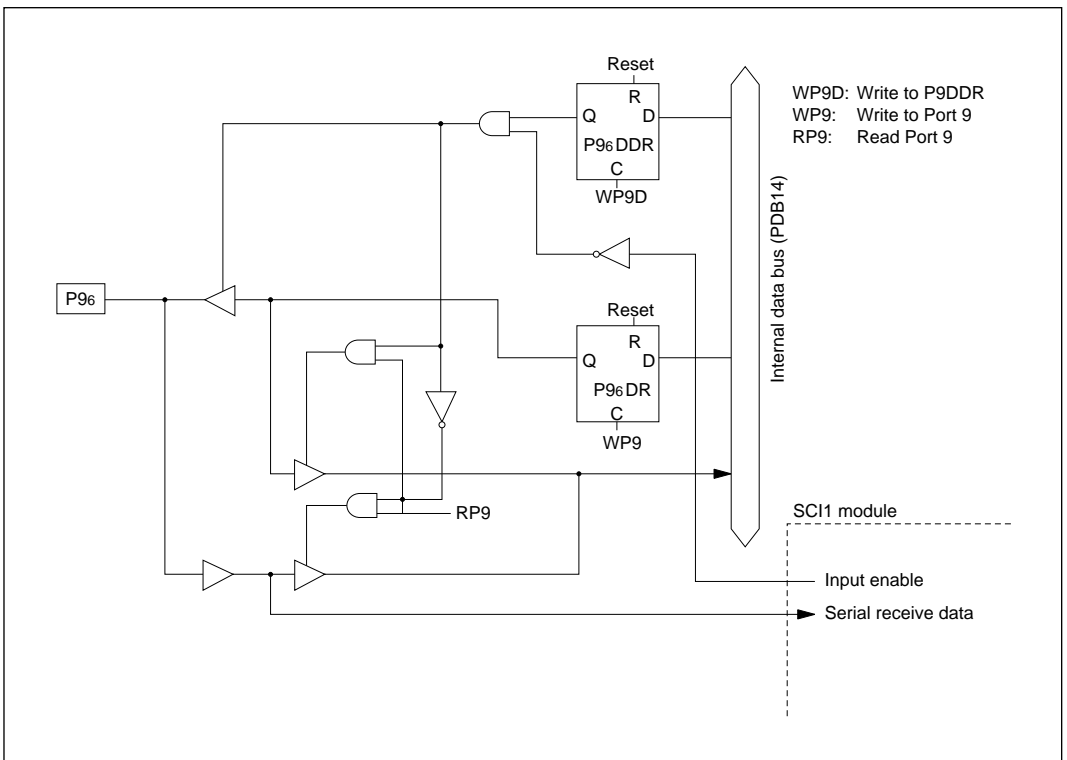 Reset
R
Q D
P96DDR
C
WP9D
WP9D: Write to P9DDR
WP9: Write to Port 9
RP9: Read Port 9
Internal data bus (PDB14)
P96
Reset
R
Q D
P96DR
C
WP9
RP9
SCI1 module
Input enable
Serial receive data